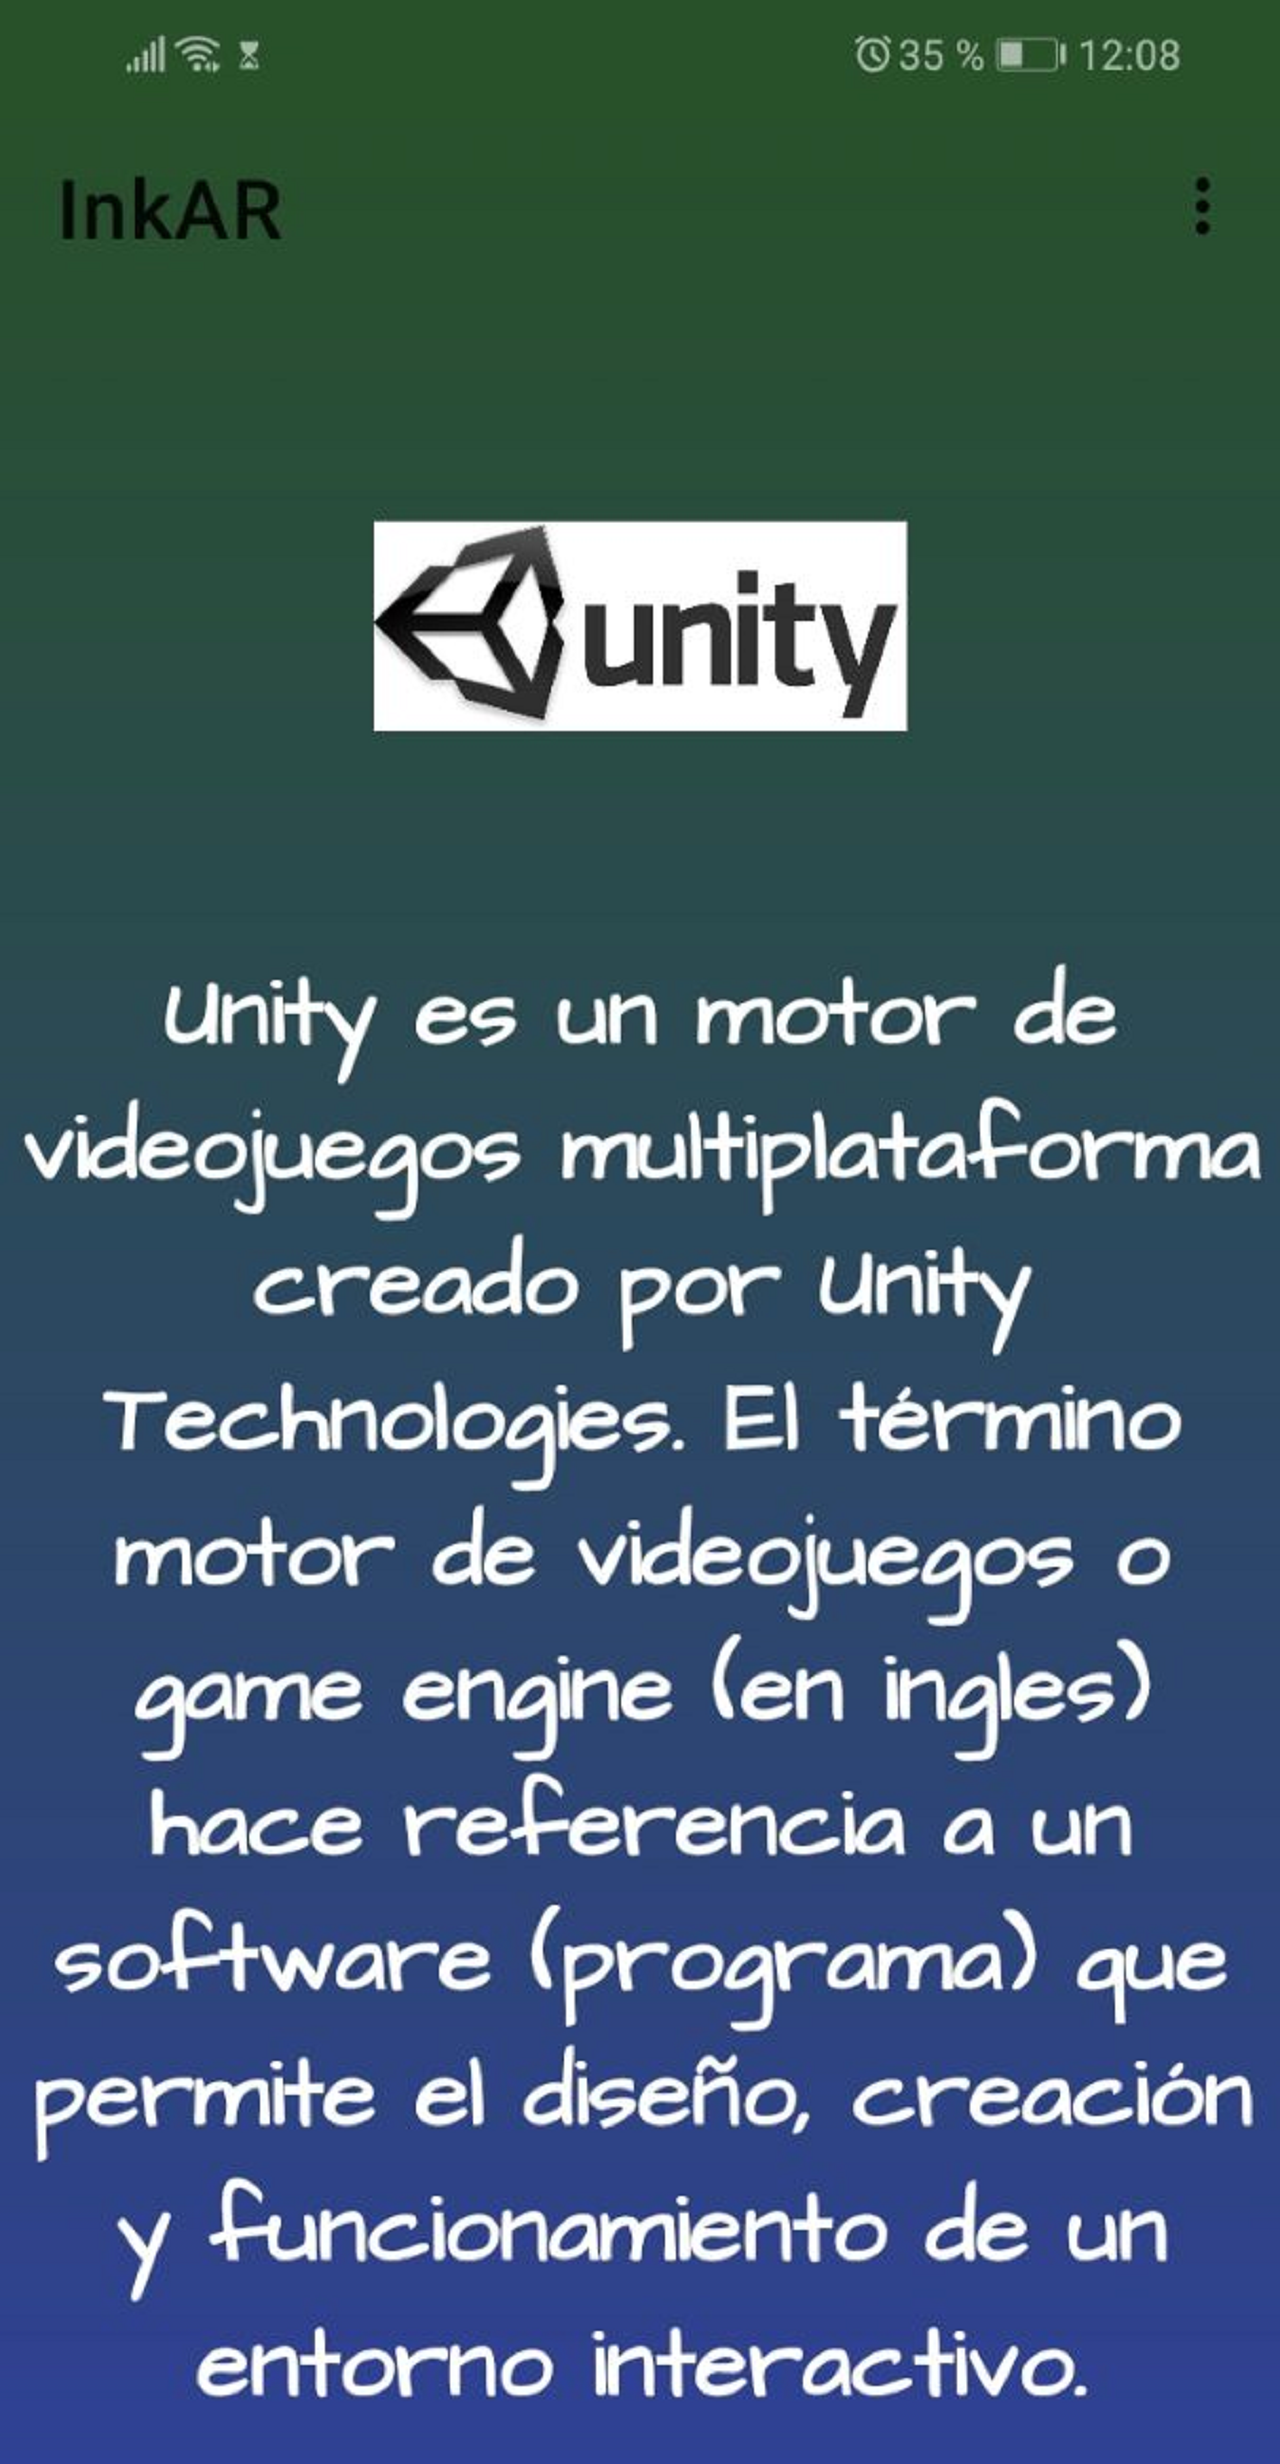 35 % 12:08
InkAR
unity
Unity es un motor de
videojuegos multiplataforma
creado por Unity
Technologies. El término
motor de videojuegos o
game engine (en ingles)
hace referencia a un
software (programa) que
permite el diseño, creación
y funcionamiento de un
entorno interactivo.